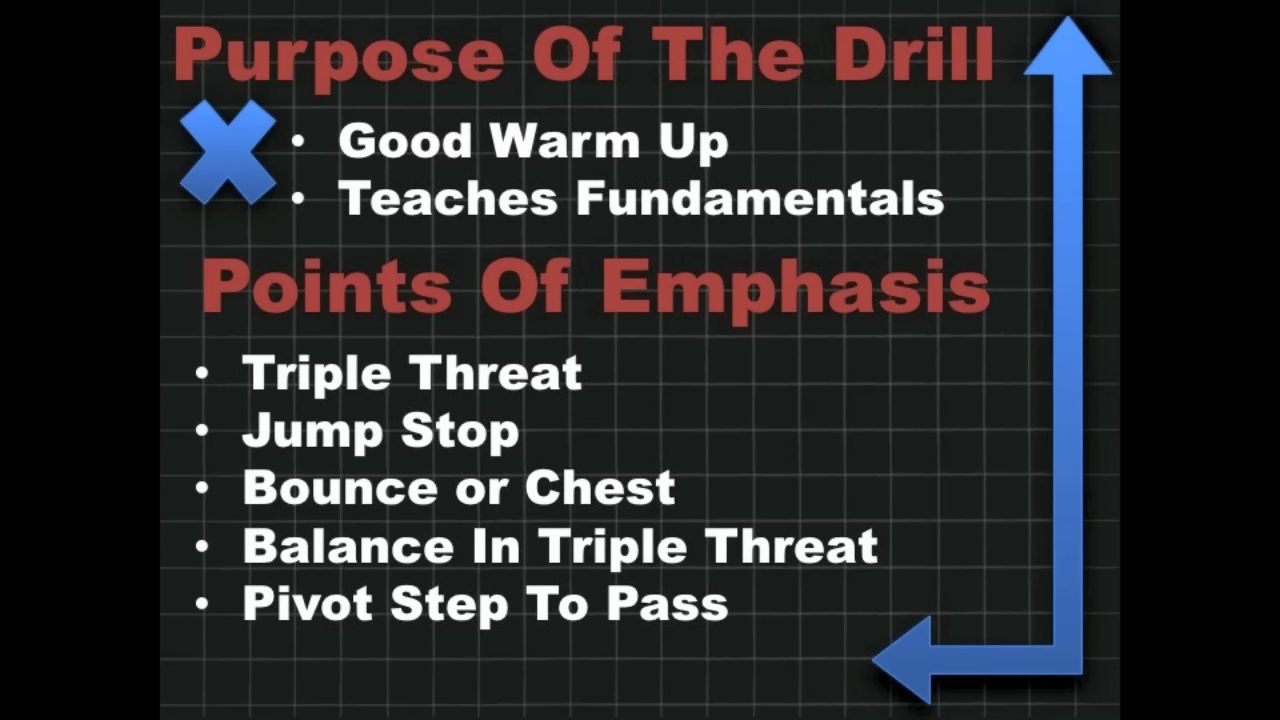 Purpose Of The Drill
• Good Warm Up
• Teaches Fundamentals
Points Of Emphasis
• Triple Threat
• Jump Stop
• Bounce or Chest
• Balance In Triple Threat
• Pivot Step To Pass